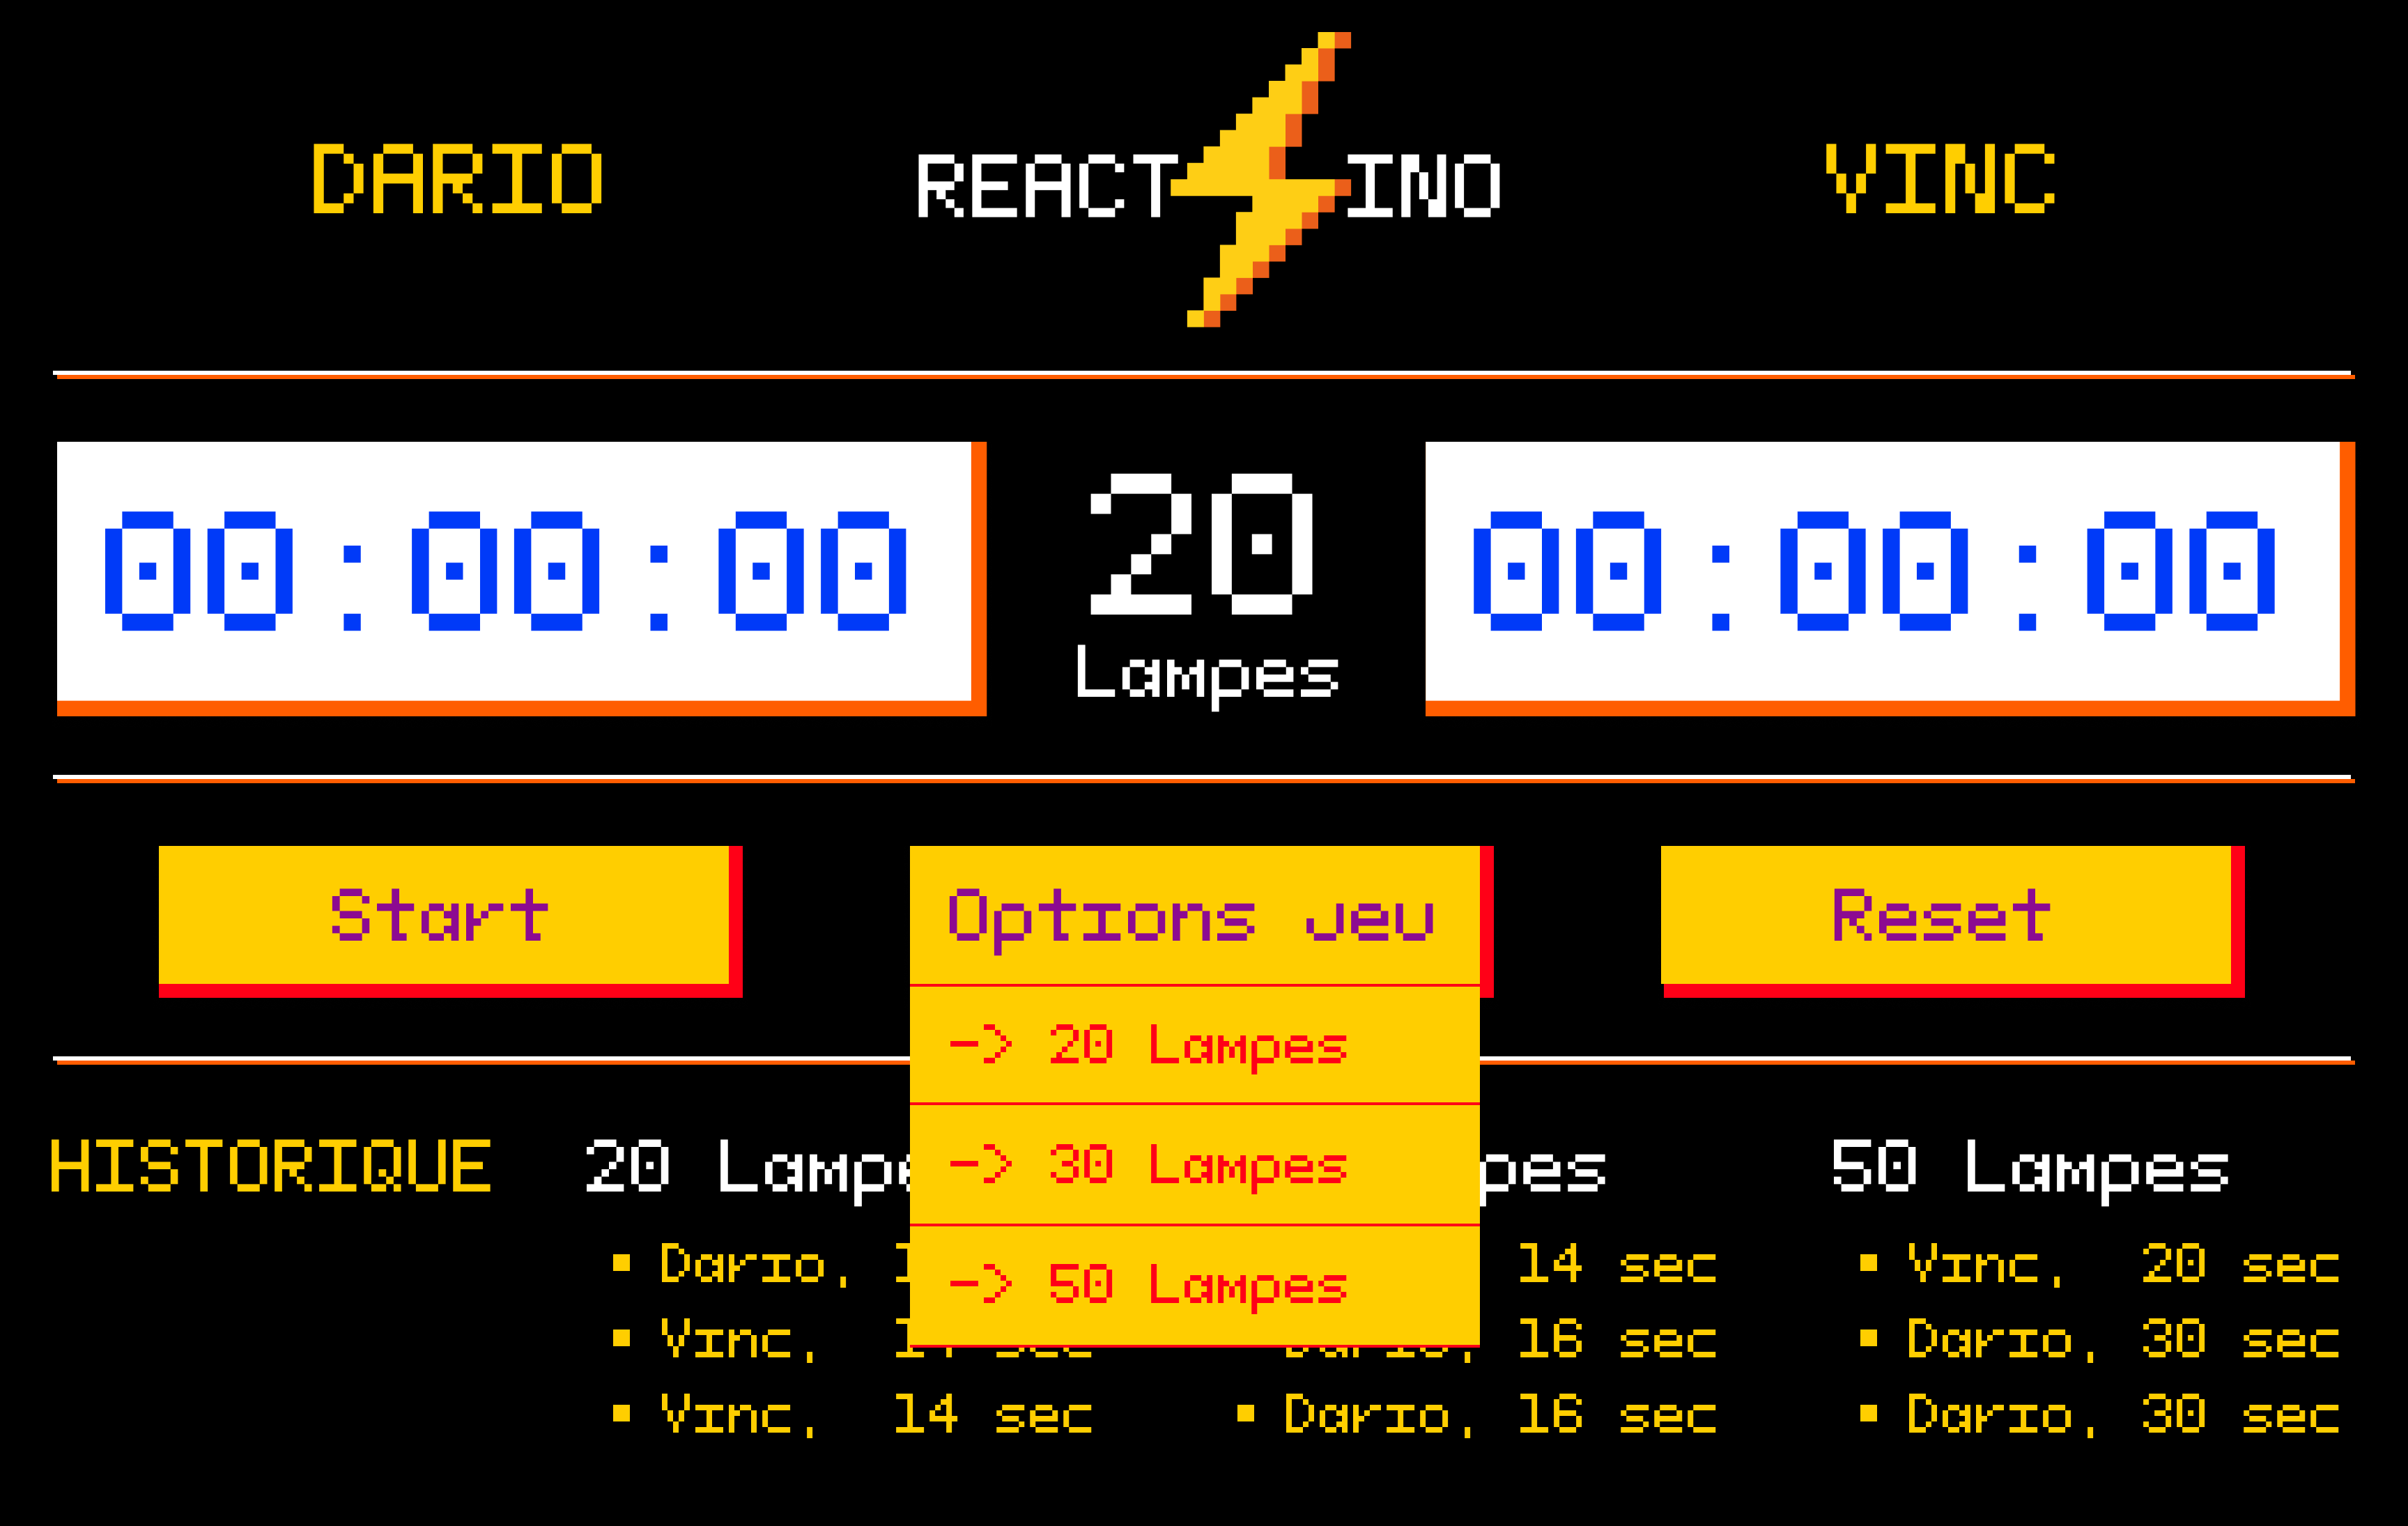 DARIO
REACT INO
VINC
00:00:00
20
Lampes
00:00:00
Start
Options jeu
Reset
-> 20 Lampes
-> 30 Lampes
-> 50 Lampes
HISTORIQUE
20
50 Lampes
Dario,
14 sec
Vinc, 20 sec
Vinc,
16 sec
Dario, 30 sec
Vinc, 14 sec
Dario, 16 sec
Dario, 30 sec